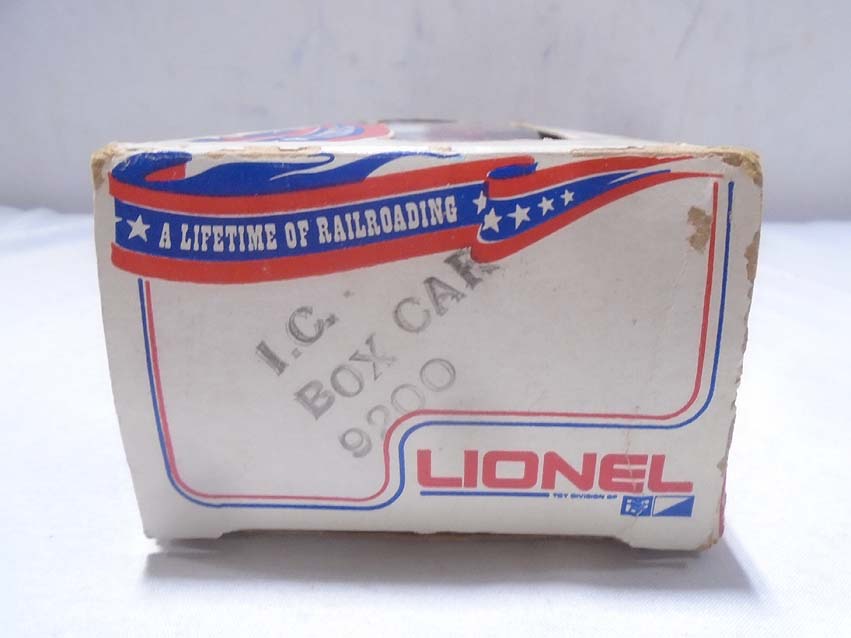 A LIFETIME OF RAILROADING
I.C.
BOX CAR
9200
LIONEL
TOY DIVISION OF